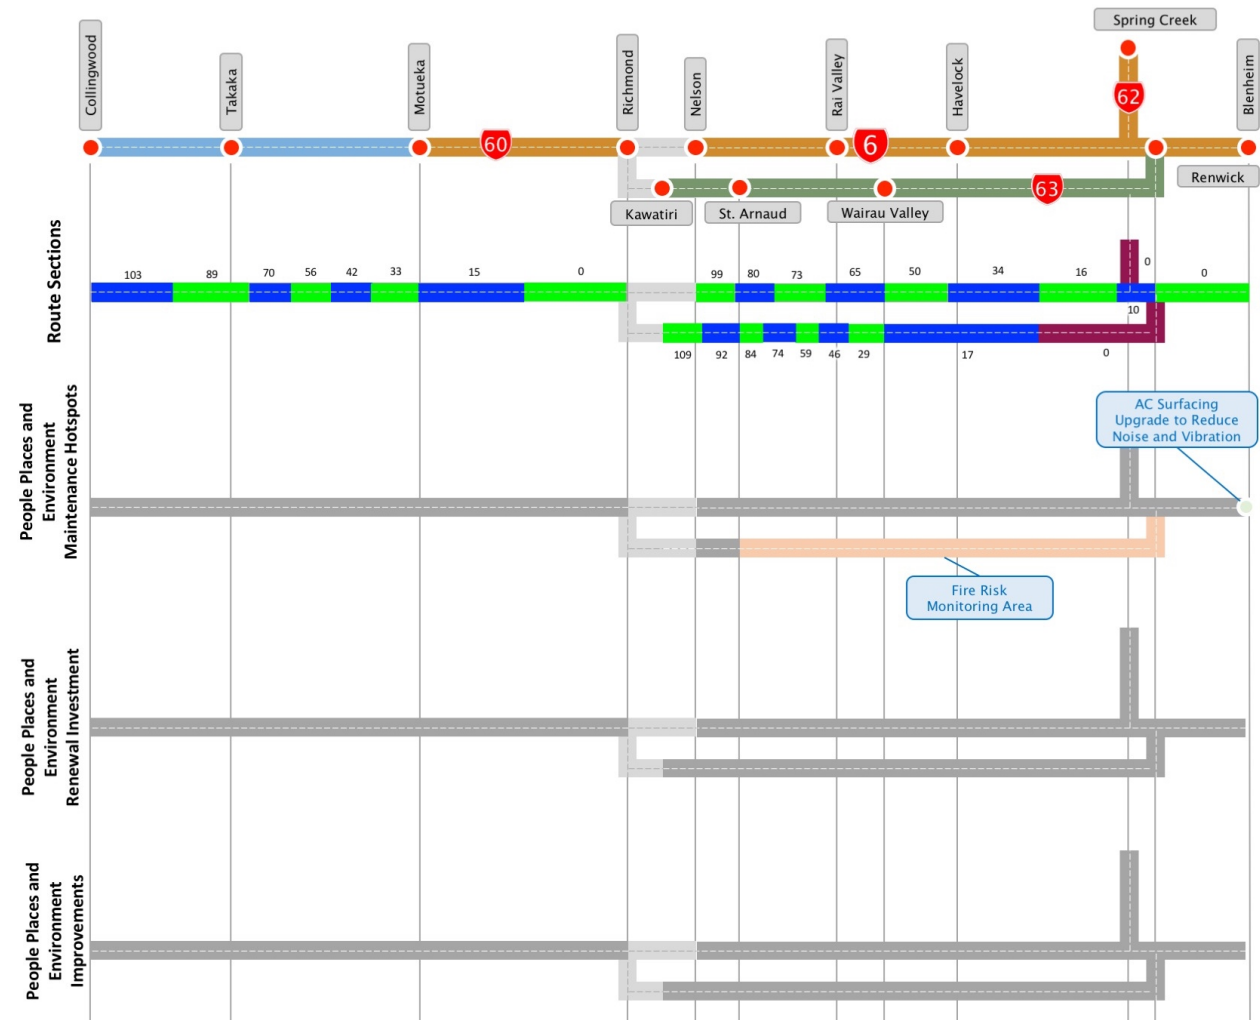 Spring Creek
Collingwood
Takaka
Motueka
Richmond
Nelson
Rai Valley
Havelock
Blenheim
62
60
6
Renwick
63
Kawatiri
St. Arnaud
Wairau Valley
Route Sections
103
89
70
56
42
33
15
0
99
80
73
65
50
34
16
0
0
10
109
92
84
74
59
46
29
17
0
People Places and
Environment
Maintenance Hotspots
AC Surfacing
Upgrade to Reduce
Noise and Vibration
Fire Risk
Monitoring Area
People Places and
Environment
Renewal Investment
People Places and
Environment
Improvements